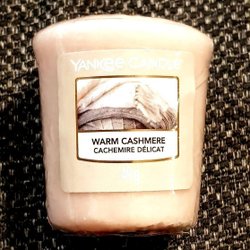 YANKEE CANDLE
WARM CASHMERE
CACHEMIRE DÉLICAT